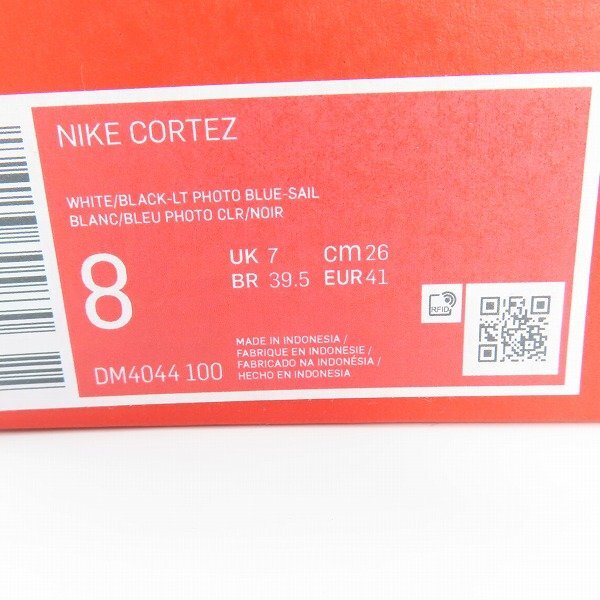 NIKE CORTEZ
WHITE/BLACK-LT PHOTO BLUE-SAIL
BLANC/BLEU PHOTO CLR/NOIR
8
UK 7 cm 26
BR 39.5 EUR 41
RFID
DM4044 100
MADE IN INDONESIA /
FABRIQUE EN INDONESIE /
FABRICADO NA INDONÉSIA /
HECHO EN INDONESIA